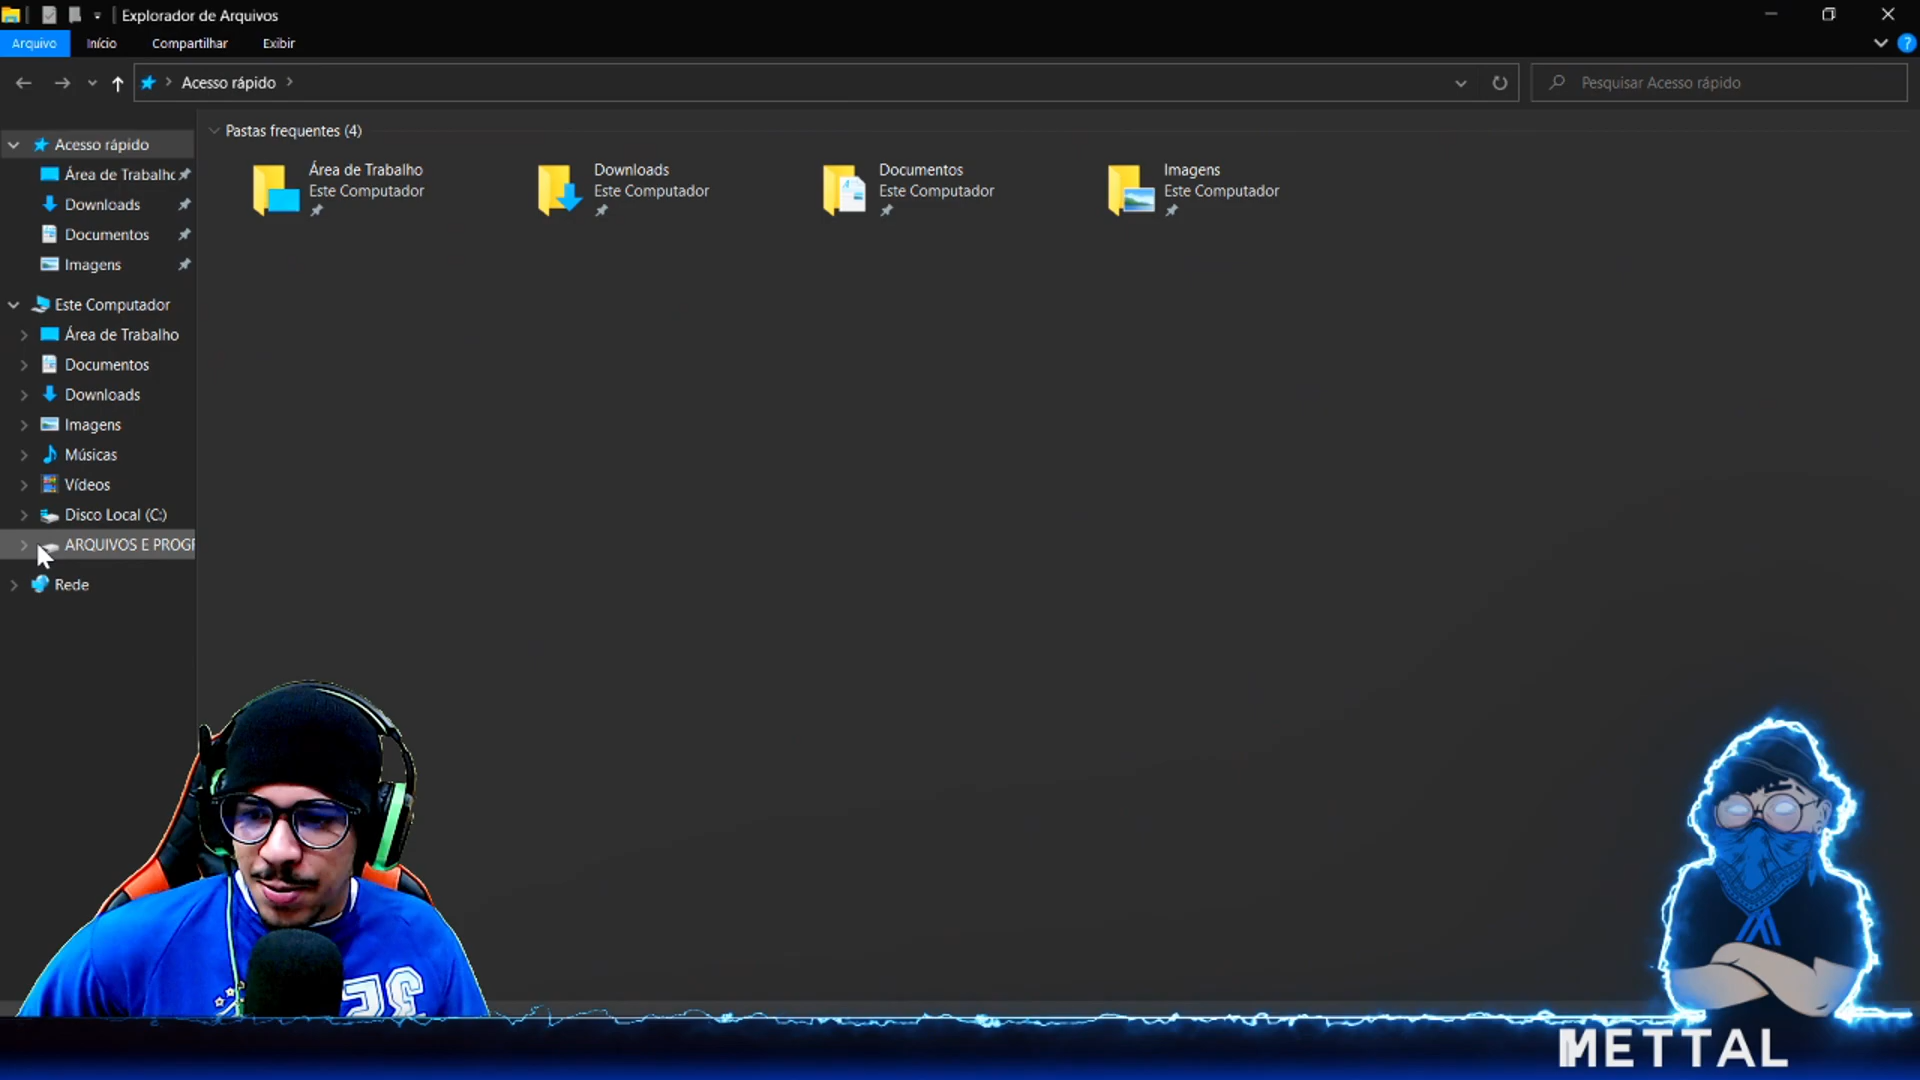 Explorador de Arquivos
Arquivo Início Compartilhar Exibir
Acesso rápido
Pesquisar Acesso rápido
Acesso rápido
Área de Trabalho
Downloads
Documentos
Imagens
Este Computador
Área de Trabalho
Documentos
Downloads
Imagens
Músicas
Vídeos
Disco Local (C:)
ARQUIVOS E PROGR
Rede
Pastas frequentes (4)
Área de Trabalho
Este Computador
Downloads
Este Computador
Documentos
Este Computador
Imagens
Este Computador
METTAL